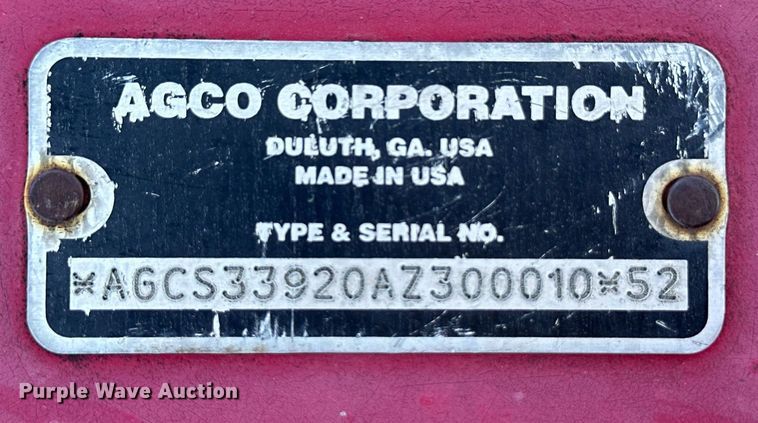 AGCO CORPORATION
DULUTH, GA. USA
MADE IN USA
TYPE & SERIAL NO.
*AGCS33920AZ300010*52
Purple Wave Auction